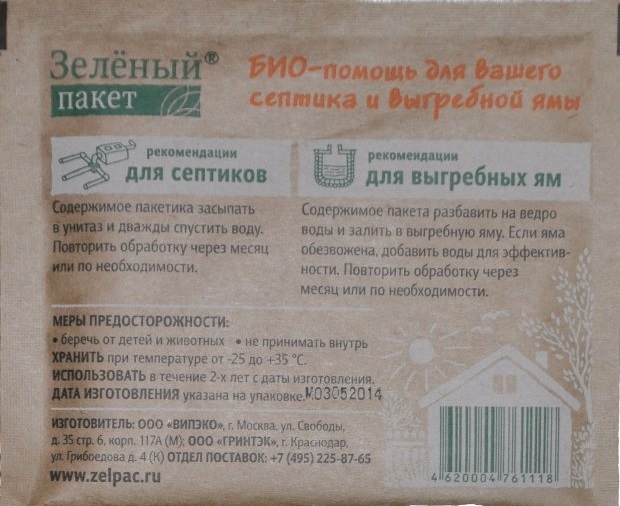 Зелёный®
пакет
БИО-помощь для вашего
септика и выгребной ямы
рекомендации
для септиков
Содержимое пакетика засыпать
в унитаз и дважды спустить воду.
Повторить обработку через месяц
или по необходимости.
рекомендации
для выгребных ям
Содержимое пакета разбавить на ведро
воды и залить в выгребную яму. Если яма
обезвожена, добавить воды для эффектив-
ности. Повторить обработку через
месяц или по необходимости.
МЕРЫ ПРЕДОСТОРОЖНОСТИ:
• беречь от детей и животных • не принимать внутрь
ХРАНИТЬ при температуре от -25 до +35 °C.
ИСПОЛЬЗОВАТЬ в течение 2-х лет с даты изготовления.
ДАТА ИЗГОТОВЛЕНИЯ указана на упаковке. М03052014
ИЗГОТОВИТЕЛЬ: ООО «ВИПЭКО», г. Москва, ул. Свободы,
д. 35 стр. 6, корп. 117А (М); ООО «ГРИНТЭК», г. Краснодар,
ул. Грибоедова д. 4 (К) ОТДЕЛ ПОСТАВОК: +7 (495) 225-87-65
www.zelpac.ru
4 620004 761118